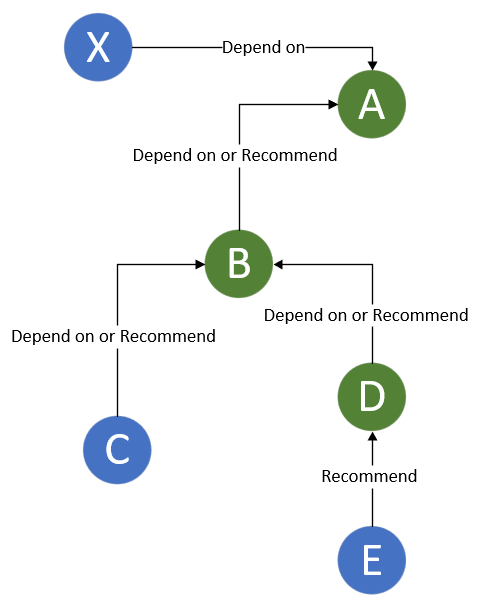 X
Depend on
A
Depend on or Recommend
B
Depend on or Recommend
Depend on or Recommend
D
C
Recommend
E